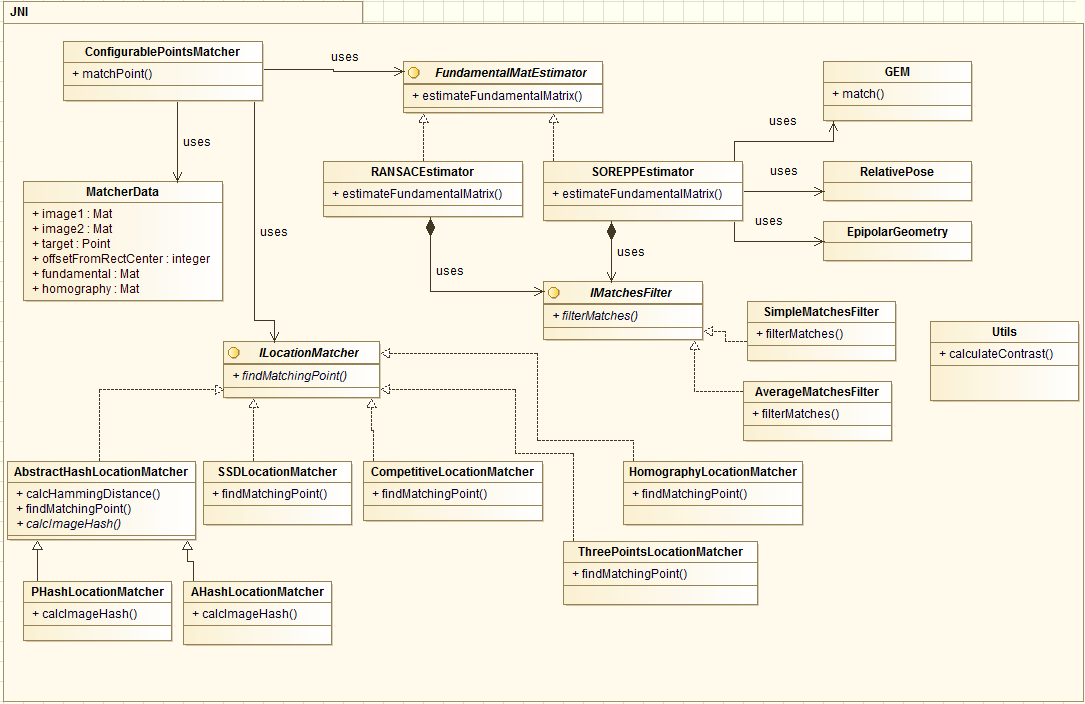 JNI
ConfigurablePointsMatcher
+ matchPoint()
uses
FundamentalMatEstimator
+ estimateFundamentalMatrix()
GEM
+ match()
uses
uses
MatcherData
+ image1 : Mat
+ image2 : Mat
+ target : Point
+ offsetFromRectCenter : integer
+ fundamental : Mat
+ homography : Mat
RANSACEstimator
+ estimateFundamentalMatrix()
SOREPPEstimator
+ estimateFundamentalMatrix()
uses
RelativePose
uses
EpipolarGeometry
uses
uses
uses
IMatchesFilter
+ filterMatches()
SimpleMatchesFilter
+ filterMatches()
Utils
+ calculateContrast()
ILocationMatcher
+ findMatchingPoint()
AverageMatchesFilter
+ filterMatches()
AbstractHashLocationMatcher
+ calcHammingDistance()
+ findMatchingPoint()
+ calcImageHash()
SSDLocationMatcher
+ findMatchingPoint()
CompetitiveLocationMatcher
+ findMatchingPoint()
HomographyLocationMatcher
+ findMatchingPoint()
ThreePointsLocationMatcher
+ findMatchingPoint()
PHashLocationMatcher
+ calcImageHash()
AHashLocationMatcher
+ calcImageHash()